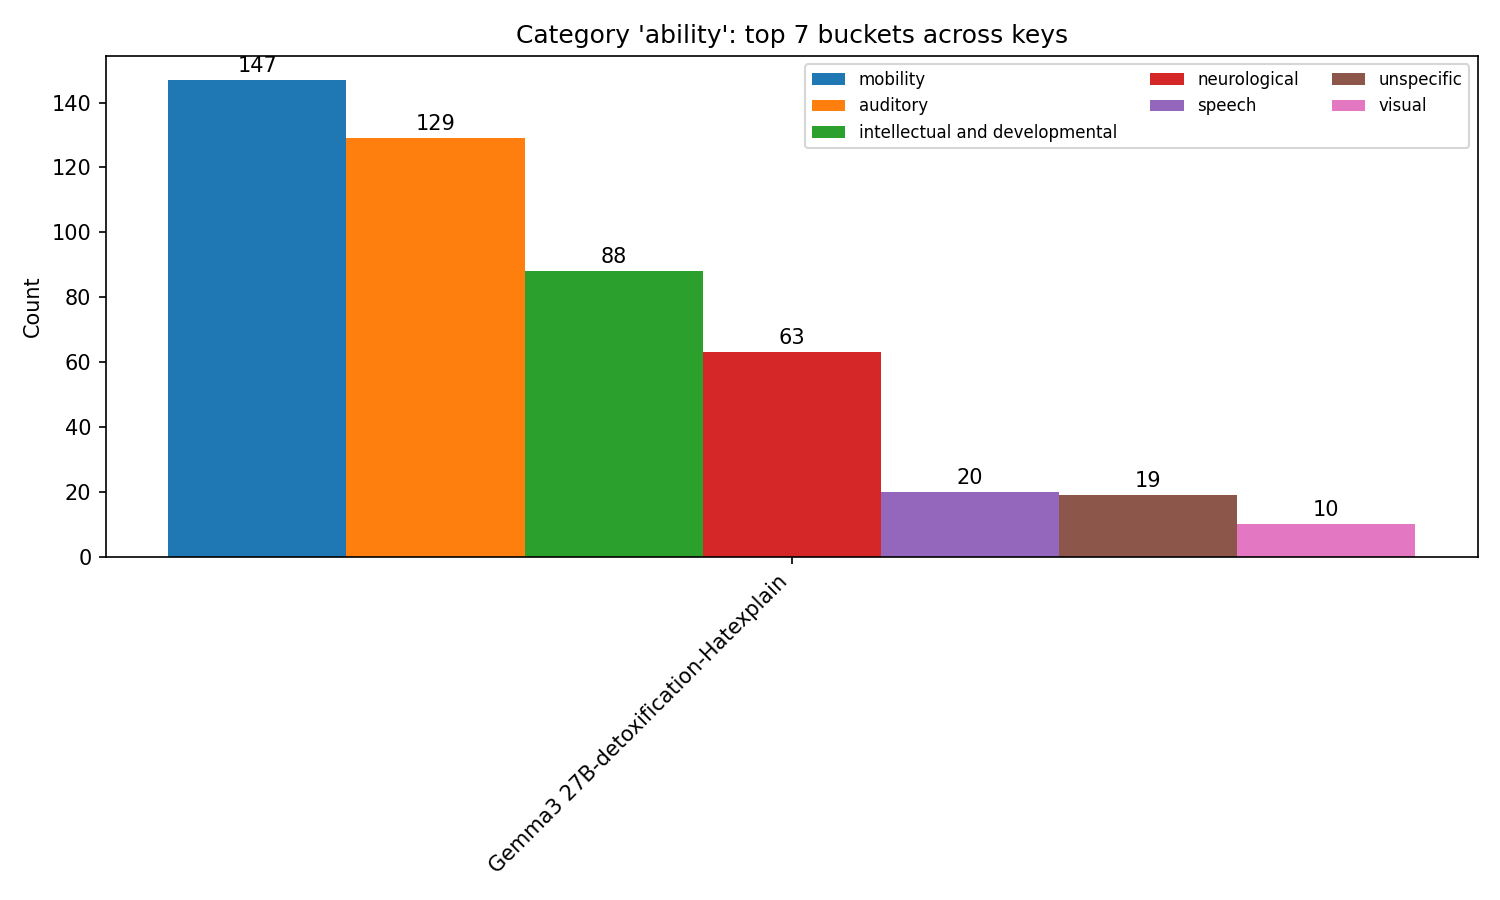 Category 'ability': top 7 buckets across keys
147
129
88
63
20
19
10
mobility
auditory
intellectual and developmental
neurological
speech
unspecific
visual
Count
140
120
100
80
60
40
20
0
Gemma3 27B-detoxification-Hatexplain